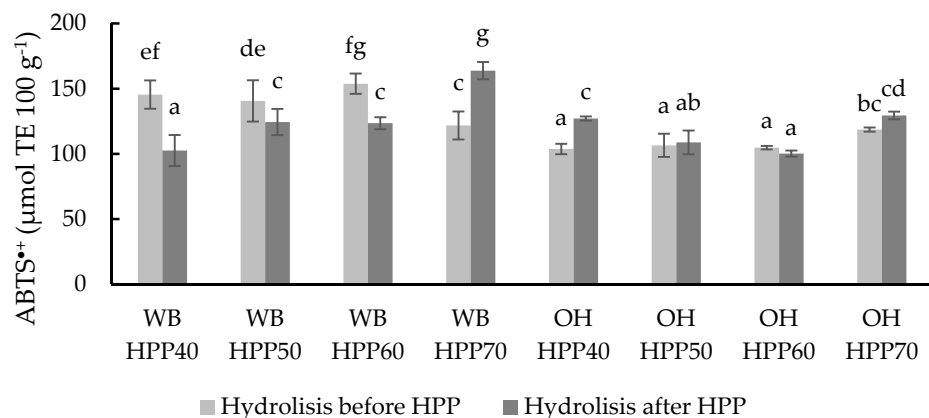 ABTS•+ (µmol TE 100 g-1)
200
150
100
50
0
ef
a
de
c
fg
c
c
g
a
c
a
ab
a
a
bc
cd
WB WB WB WB OH OH OH OH
HPP40 HPP50 HPP60 HPP70 HPP40 HPP50 HPP60 HPP70
Hydrolisis before HPP Hydrolisis after HPP